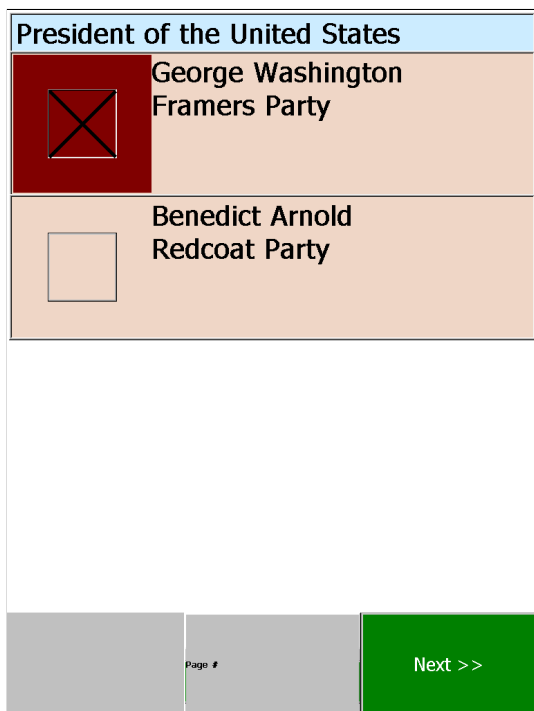 President of the United States
George Washington
Framers Party
Benedict Arnold
Redcoat Party
Page #
Next >>